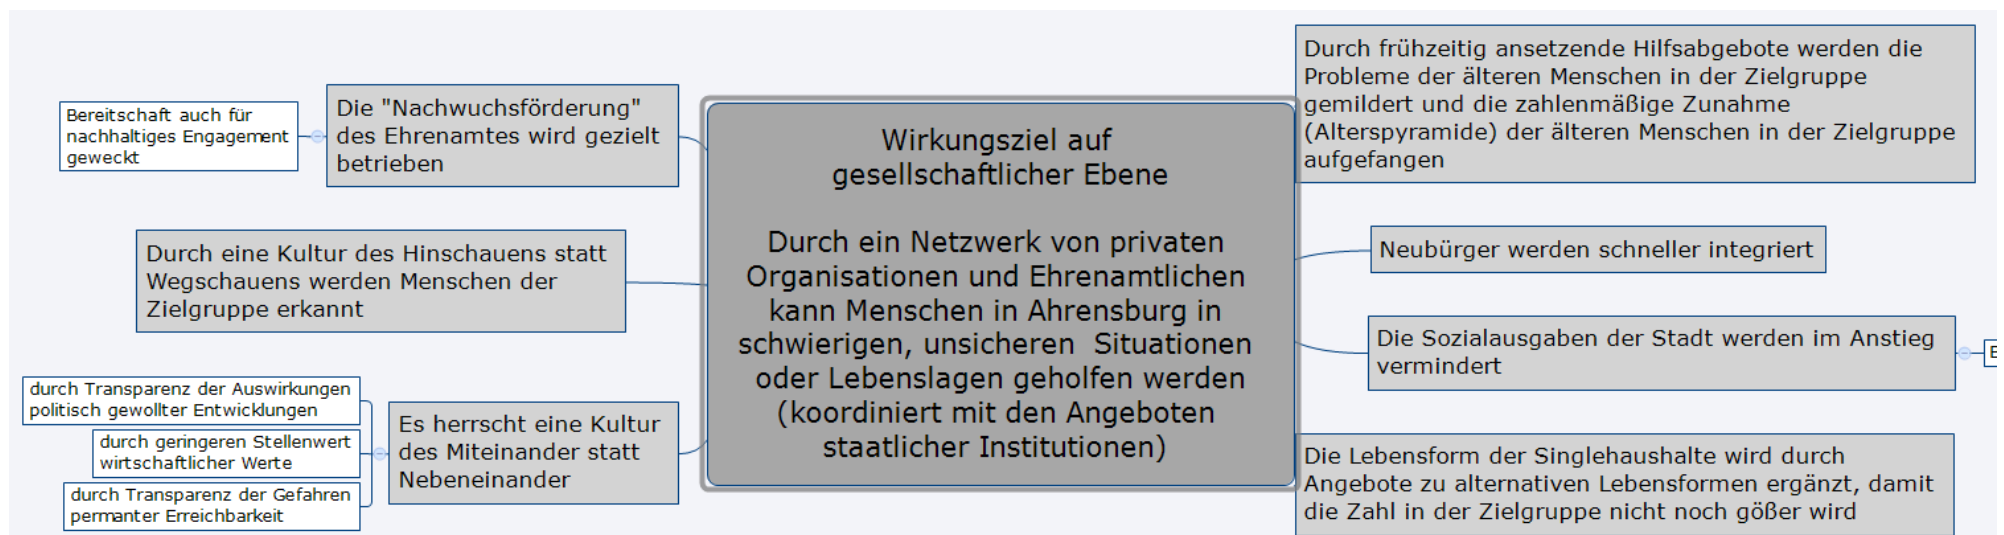 Bereitschaft auch für
nachhaltiges Engagement
geweckt
Die "Nachwuchsförderung"
des Ehrenamtes wird gezielt
betrieben
Durch eine Kultur des Hinschauens statt
Wegschauens werden Menschen der
Zielgruppe erkannt
durch Transparenz der Auswirkungen
politisch gewollter Entwicklungen
durch geringeren Stellenwert
wirtschaftlicher Werte
durch Transparenz der Gefahren
permanter Erreichbarkeit
Es herrscht eine Kultur
des Miteinander statt
Nebeneinander
Wirkungsziel auf
gesellschaftlicher Ebene
Durch ein Netzwerk von privaten
Organisationen und Ehrenamtlichen
kann Menschen in Ahrensburg in
schwierigen, unsicheren  Situationen
oder Lebenslagen geholfen werden
(koordiniert mit den Angeboten
staatlicher Institutionen)
Durch frühzeitig ansetzende Hilfsabgebote werden die
Probleme der älteren Menschen in der Zielgruppe
gemildert und die zahlenmäßige Zunahme
(Alterspyramide) der älteren Menschen in der Zielgruppe
aufgefangen
Neubürger werden schneller integriert
Die Sozialausgaben der Stadt werden im Anstieg
vermindert
Die Lebensform der Singlehaushalte wird durch
Angebote zu alternativen Lebensformen ergänzt, damit
die Zahl in der Zielgruppe nicht noch gößer wird